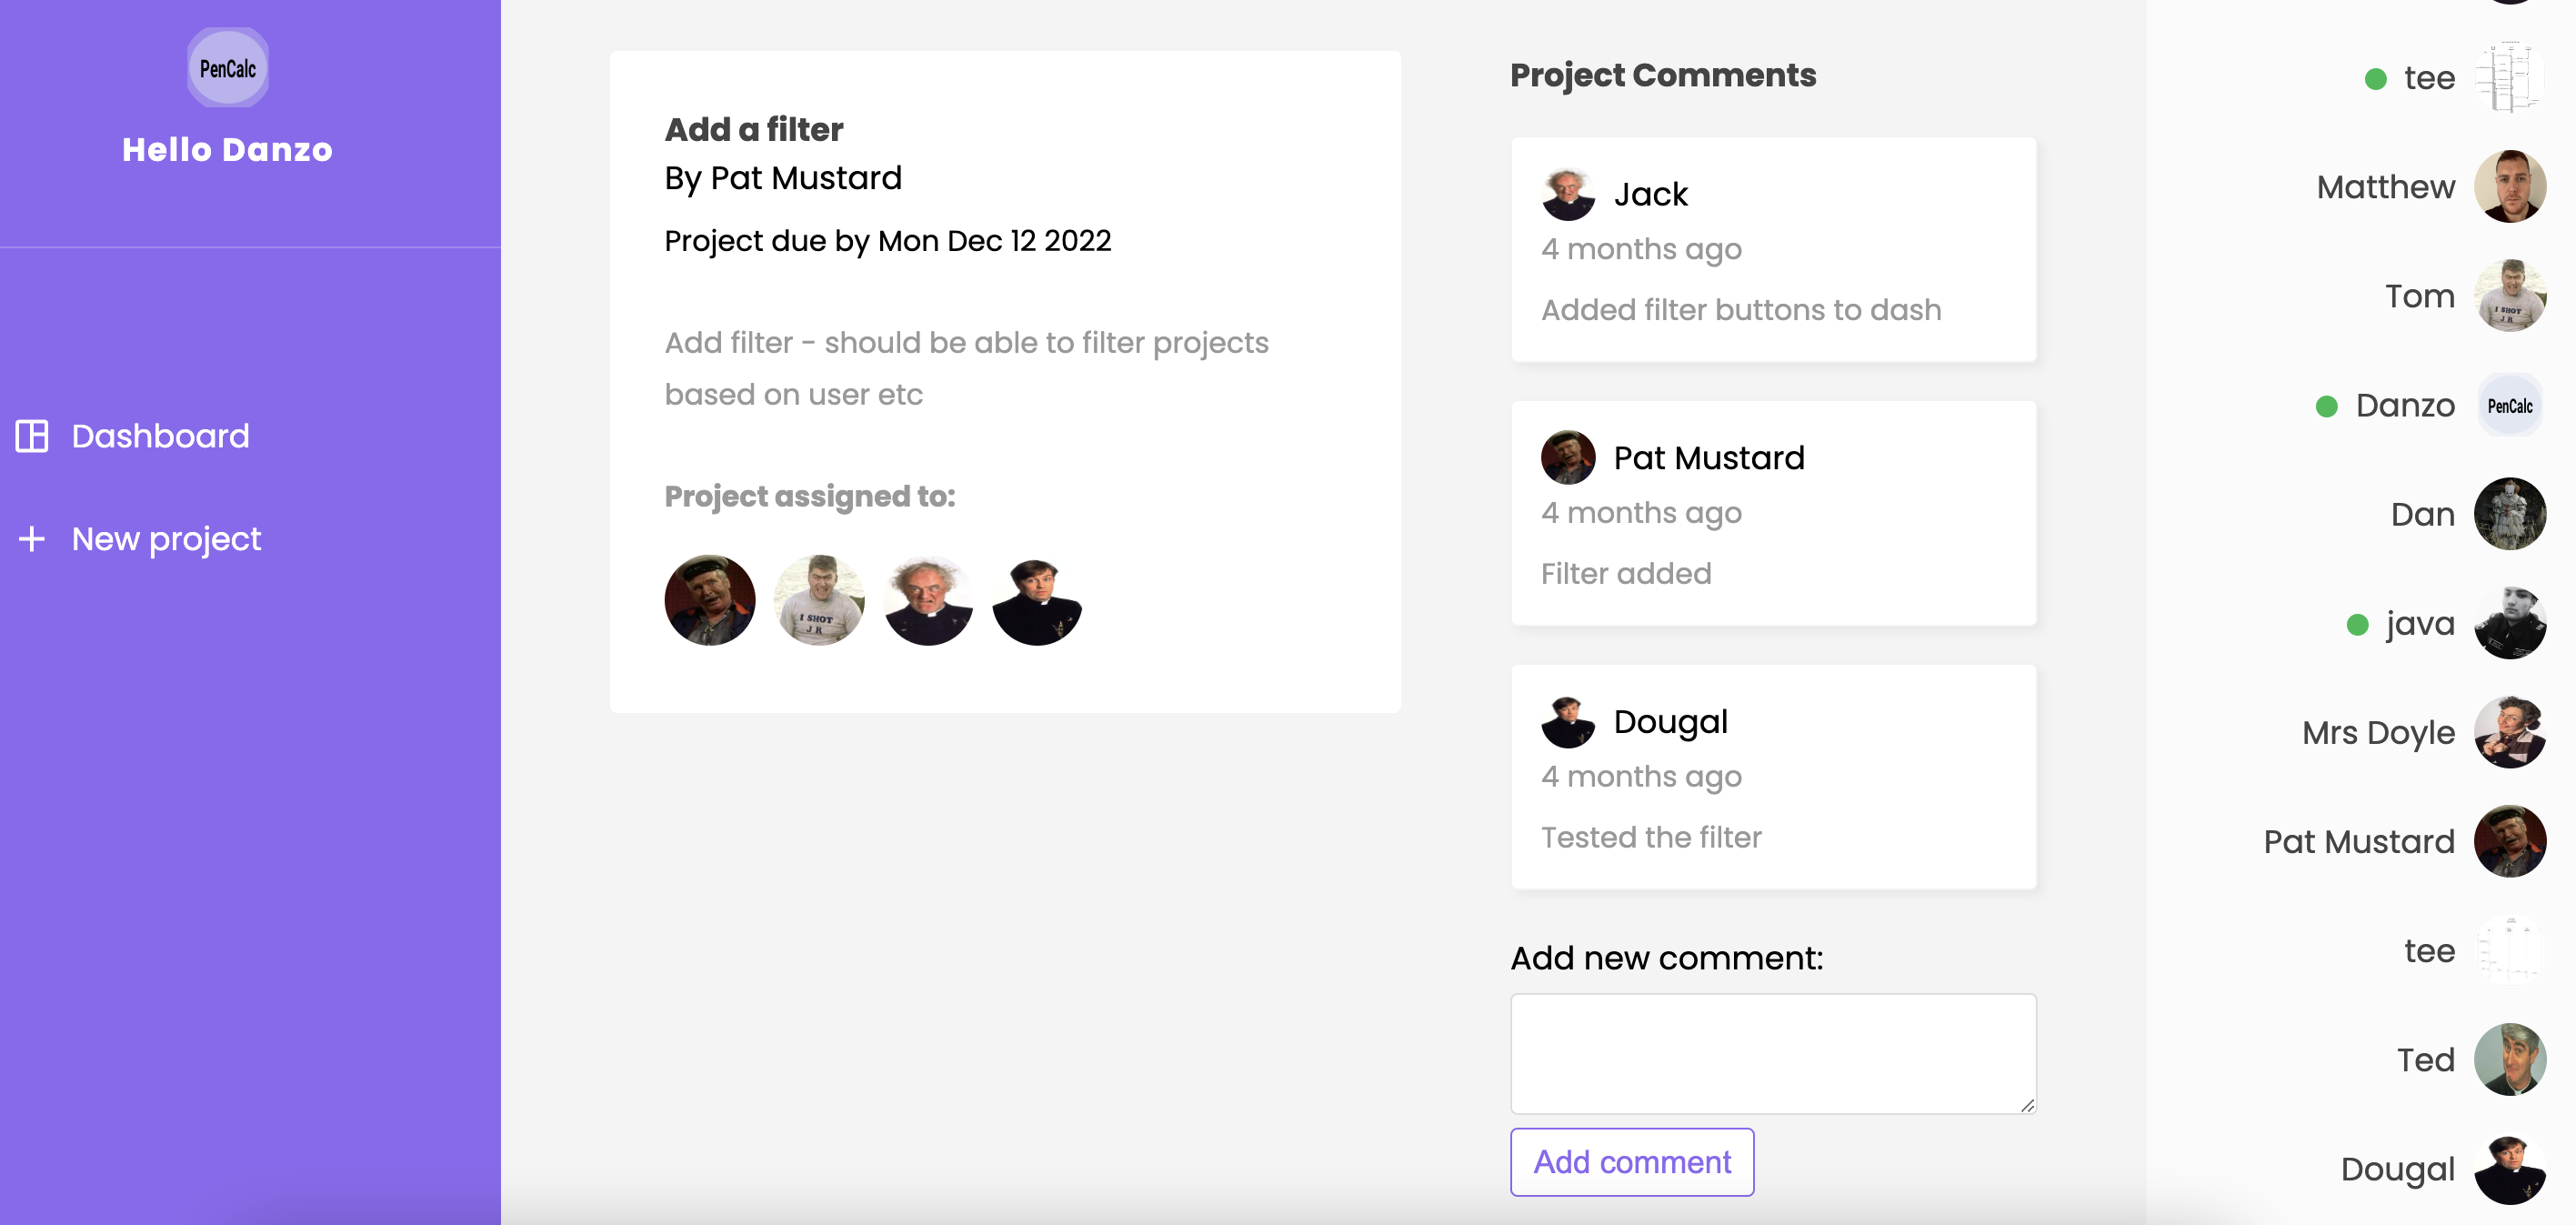 PenCalc
Hello Danzo
Dashboard
New project
Add a filter
By Pat Mustard
Project due by Mon Dec 12 2022
Add filter - should be able to filter projects
based on user etc
Project assigned to:
I SHOT
J R
Project Comments
Jack
4 months ago
Added filter buttons to dash
Pat Mustard
4 months ago
Filter added
Dougal
4 months ago
Tested the filter
Add new comment:
Add comment
tee
Matthew
Tom
I SHOT
J R
Danzo
PenCalc
Dan
java
Mrs Doyle
Pat Mustard
tee
Ted
Dougal